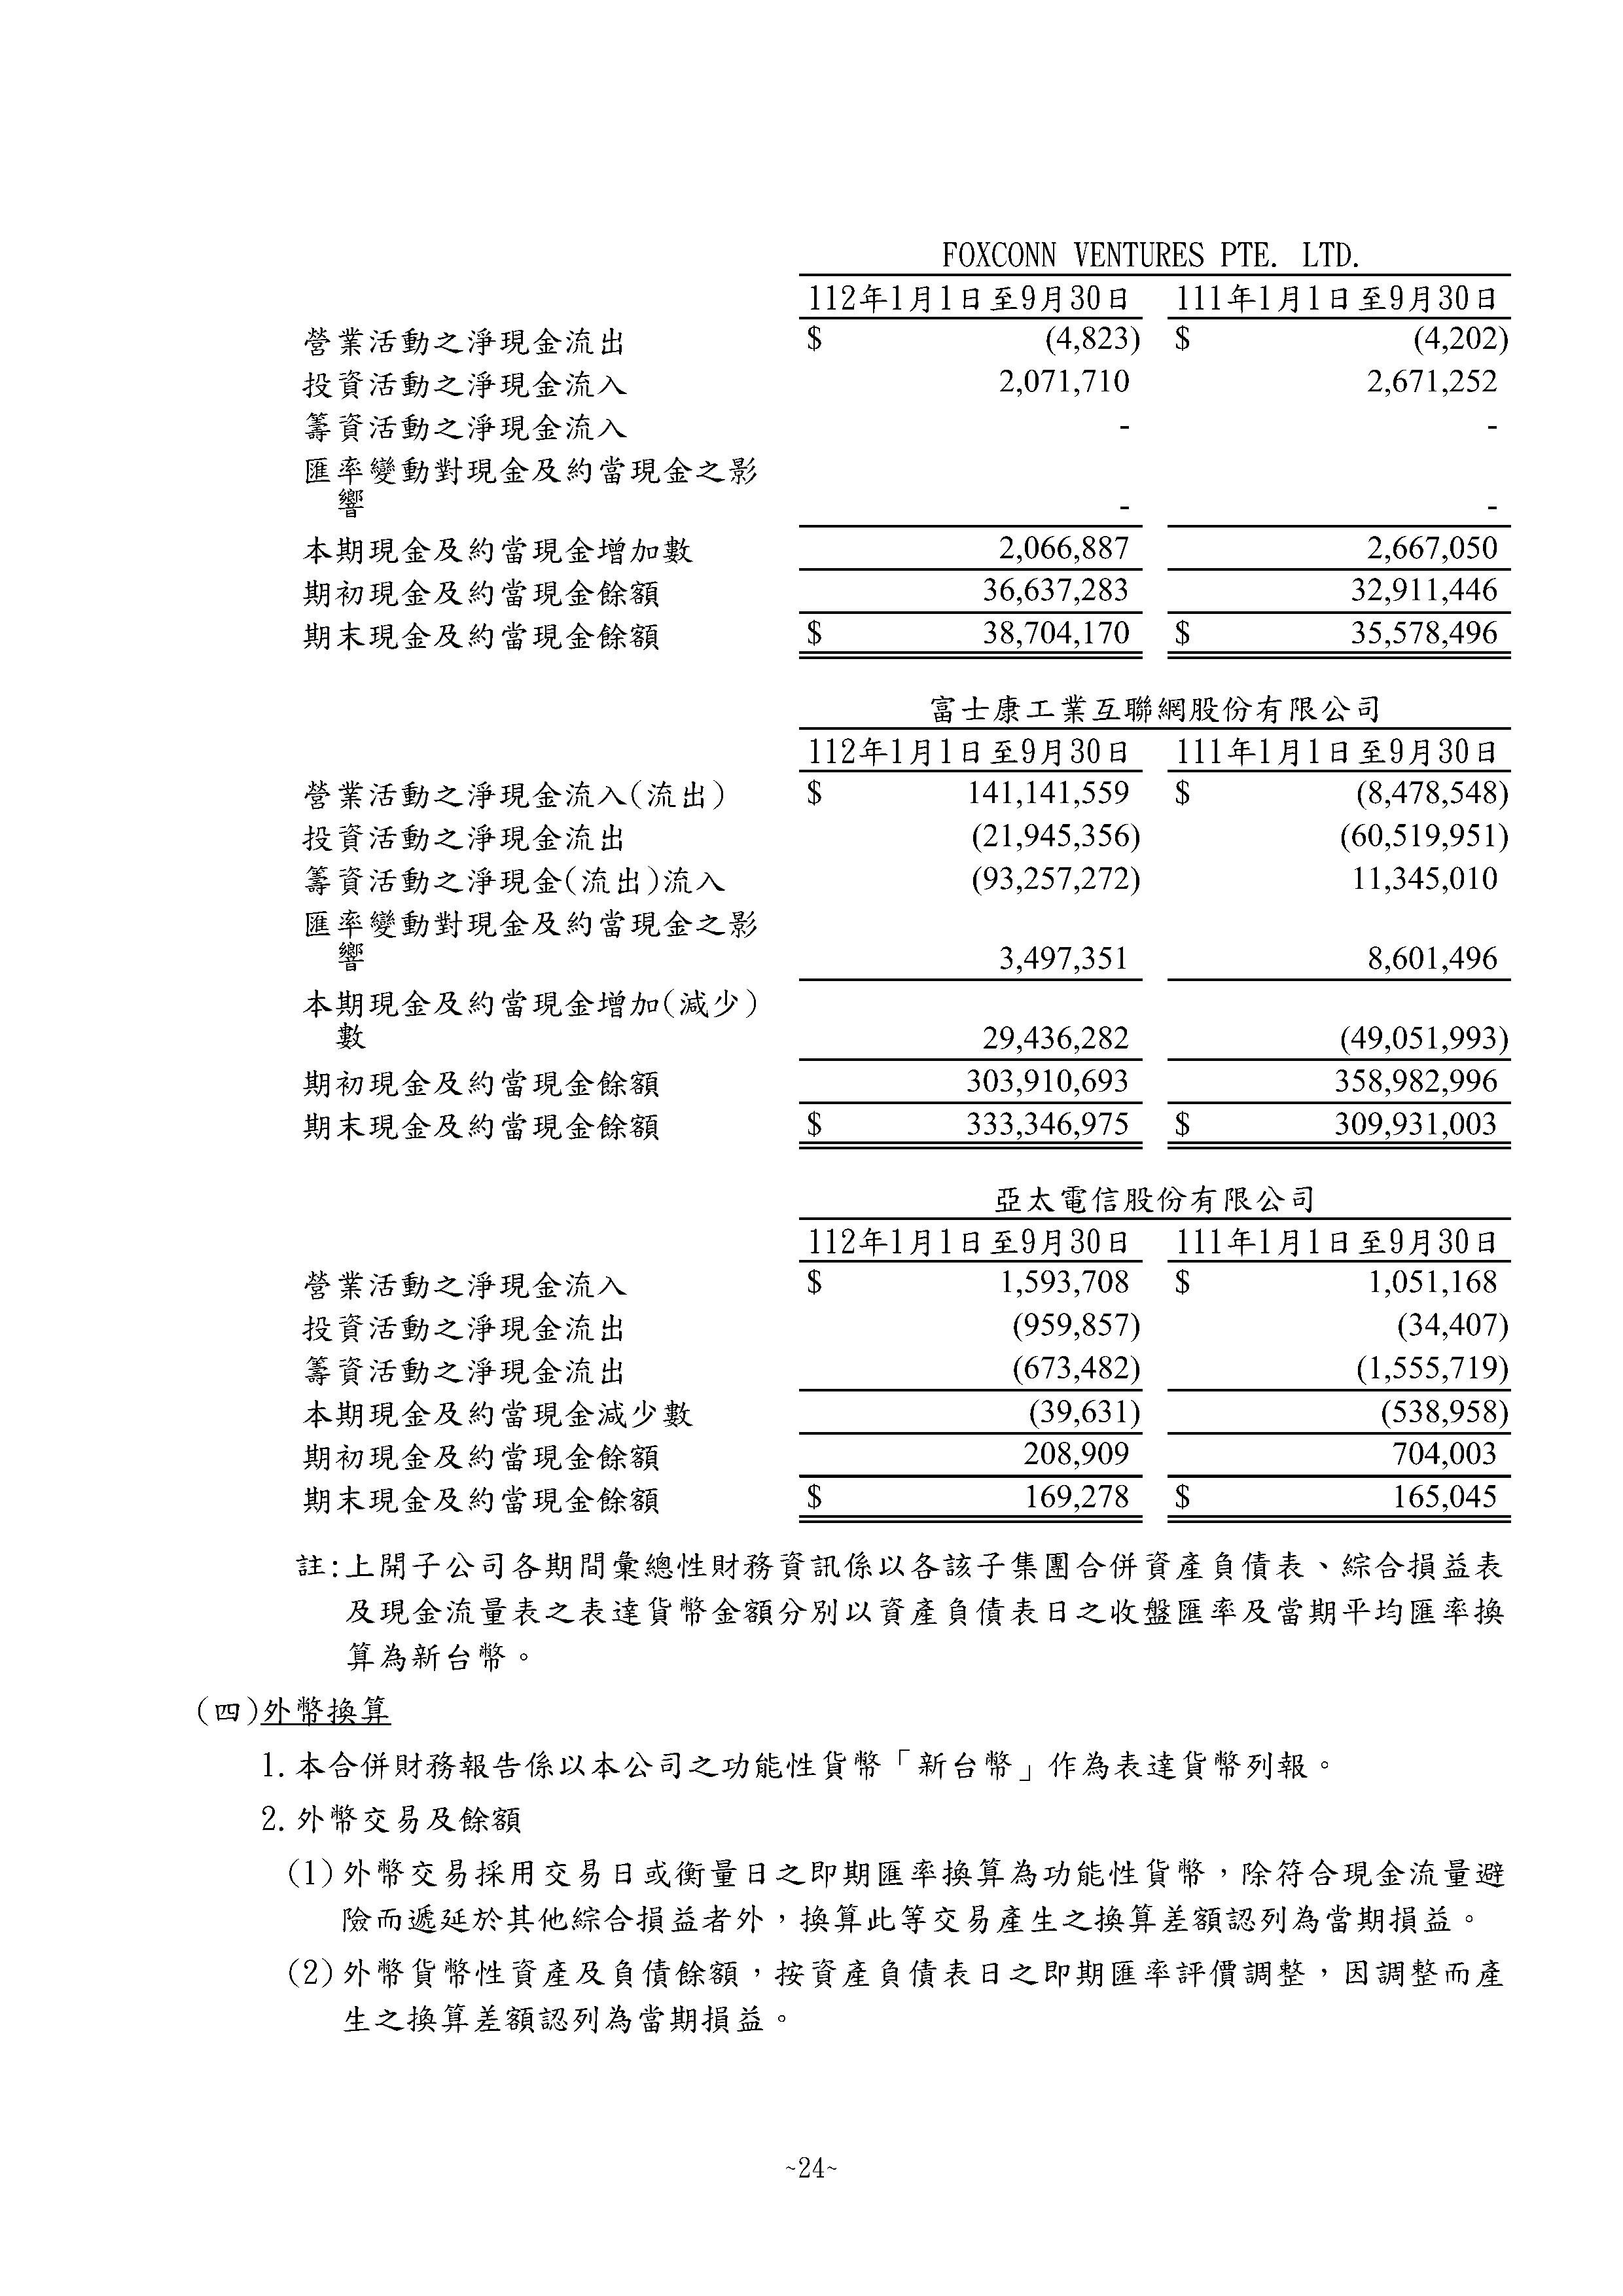 FOXCONN VENTURES PTE. LTD.
112年1月1日至9月30日 111年1月1日至9月30日
營業活動之淨現金流出 $ (4,823) $ (4,202)
投資活動之淨現金流入 2,071,710 2,671,252
籌資活動之淨現金流入 - -
匯率變動對現金及約當現金之影
響 - -
本期現金及約當現金增加數 2,066,887 2,667,050
期初現金及約當現金餘額 36,637,283 32,911,446
期末現金及約當現金餘額 $ 38,704,170 $ 35,578,496
富士康工業互聯網股份有限公司
112年1月1日至9月30日 111年1月1日至9月30日
營業活動之淨現金流入(流出) $ 141,141,559 $ (8,478,548)
投資活動之淨現金流出 (21,945,356) (60,519,951)
籌資活動之淨現金(流出)流入 (93,257,272) 11,345,010
匯率變動對現金及約當現金之影
響 3,497,351 8,601,496
本期現金及約當現金增加(減少)
數 29,436,282 (49,051,993)
期初現金及約當現金餘額 303,910,693 358,982,996
期末現金及約當現金餘額 $ 333,346,975 $ 309,931,003
亞太電信股份有限公司
112年1月1日至9月30日 111年1月1日至9月30日
營業活動之淨現金流入 $ 1,593,708 $ 1,051,168
投資活動之淨現金流出 (959,857) (34,407)
籌資活動之淨現金流出 (673,482) (1,555,719)
本期現金及約當現金減少數 (39,631) (538,958)
期初現金及約當現金餘額 208,909 704,003
期末現金及約當現金餘額 $ 169,278 $ 165,045
註:上開子公司各期間彙總性財務資訊係以各該子集團合併資產負債表、綜合損益表
及現金流量表之表達貨幣金額分別以資產負債表日之收盤匯率及當期平均匯率換
算為新台幣。
(四)外幣換算
1. 本合併財務報告係以本公司之功能性貨幣「新台幣」作為表達貨幣列報。
2. 外幣交易及餘額
(1)外幣交易採用交易日或衡量日之即期匯率換算為功能性貨幣,除符合現金流量避
險而遞延於其他綜合損益者外,換算此等交易產生之換算差額認列為當期損益。
(2)外幣貨幣性資產及負債餘額,按資產負債表日之即期匯率評價調整,因調整而產
生之換算差額認列為當期損益。
~24~